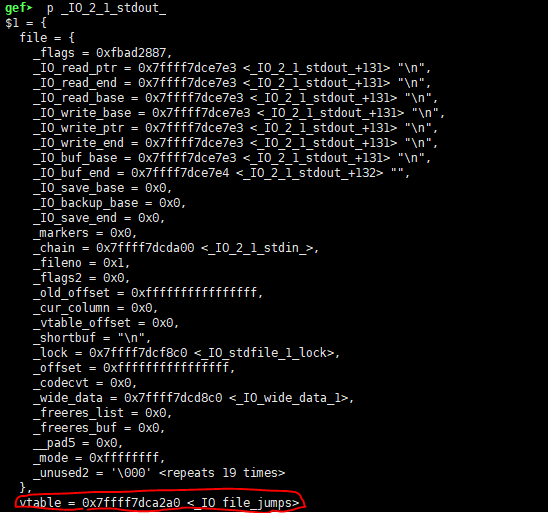 gef➤  p _IO_2_1_stdout_
$1 = {
  file = {
    _flags = 0xfbad2887,
    _IO_read_ptr = 0x7ffff7dce7e3 <_IO_2_1_stdout_+131> "\n",
    _IO_read_end = 0x7ffff7dce7e3 <_IO_2_1_stdout_+131> "\n",
    _IO_read_base = 0x7ffff7dce7e3 <_IO_2_1_stdout_+131> "\n",
    _IO_write_base = 0x7ffff7dce7e3 <_IO_2_1_stdout_+131> "\n",
    _IO_write_ptr = 0x7ffff7dce7e3 <_IO_2_1_stdout_+131> "\n",
    _IO_write_end = 0x7ffff7dce7e3 <_IO_2_1_stdout_+131> "\n",
    _IO_buf_base = 0x7ffff7dce7e3 <_IO_2_1_stdout_+131> "\n",
    _IO_buf_end = 0x7ffff7dce7e4 <_IO_2_1_stdout_+132> "",
    _IO_save_base = 0x0,
    _IO_backup_base = 0x0,
    _IO_save_end = 0x0,
    _markers = 0x0,
    _chain = 0x7ffff7dcda00 <_IO_2_1_stdin_>,
    _fileno = 0x1,
    _flags2 = 0x0,
    _old_offset = 0xffffffffffffffff,
    _cur_column = 0x0,
    _vtable_offset = 0x0,
    _shortbuf = "\n",
    _lock = 0x7ffff7dcf8c0 <_IO_stdfile_1_lock>,
    _offset = 0xffffffffffffffff,
    _codecvt = 0x0,
    _wide_data = 0x7ffff7dcd8c0 <_IO_wide_data_1>,
    _freeres_list = 0x0,
    _freeres_buf = 0x0,
    __pad5 = 0x0,
    _mode = 0xffffffff,
    _unused2 = '\000' <repeats 19 times>
  },
  vtable = 0x7ffff7dca2a0 <_IO_file_jumps>